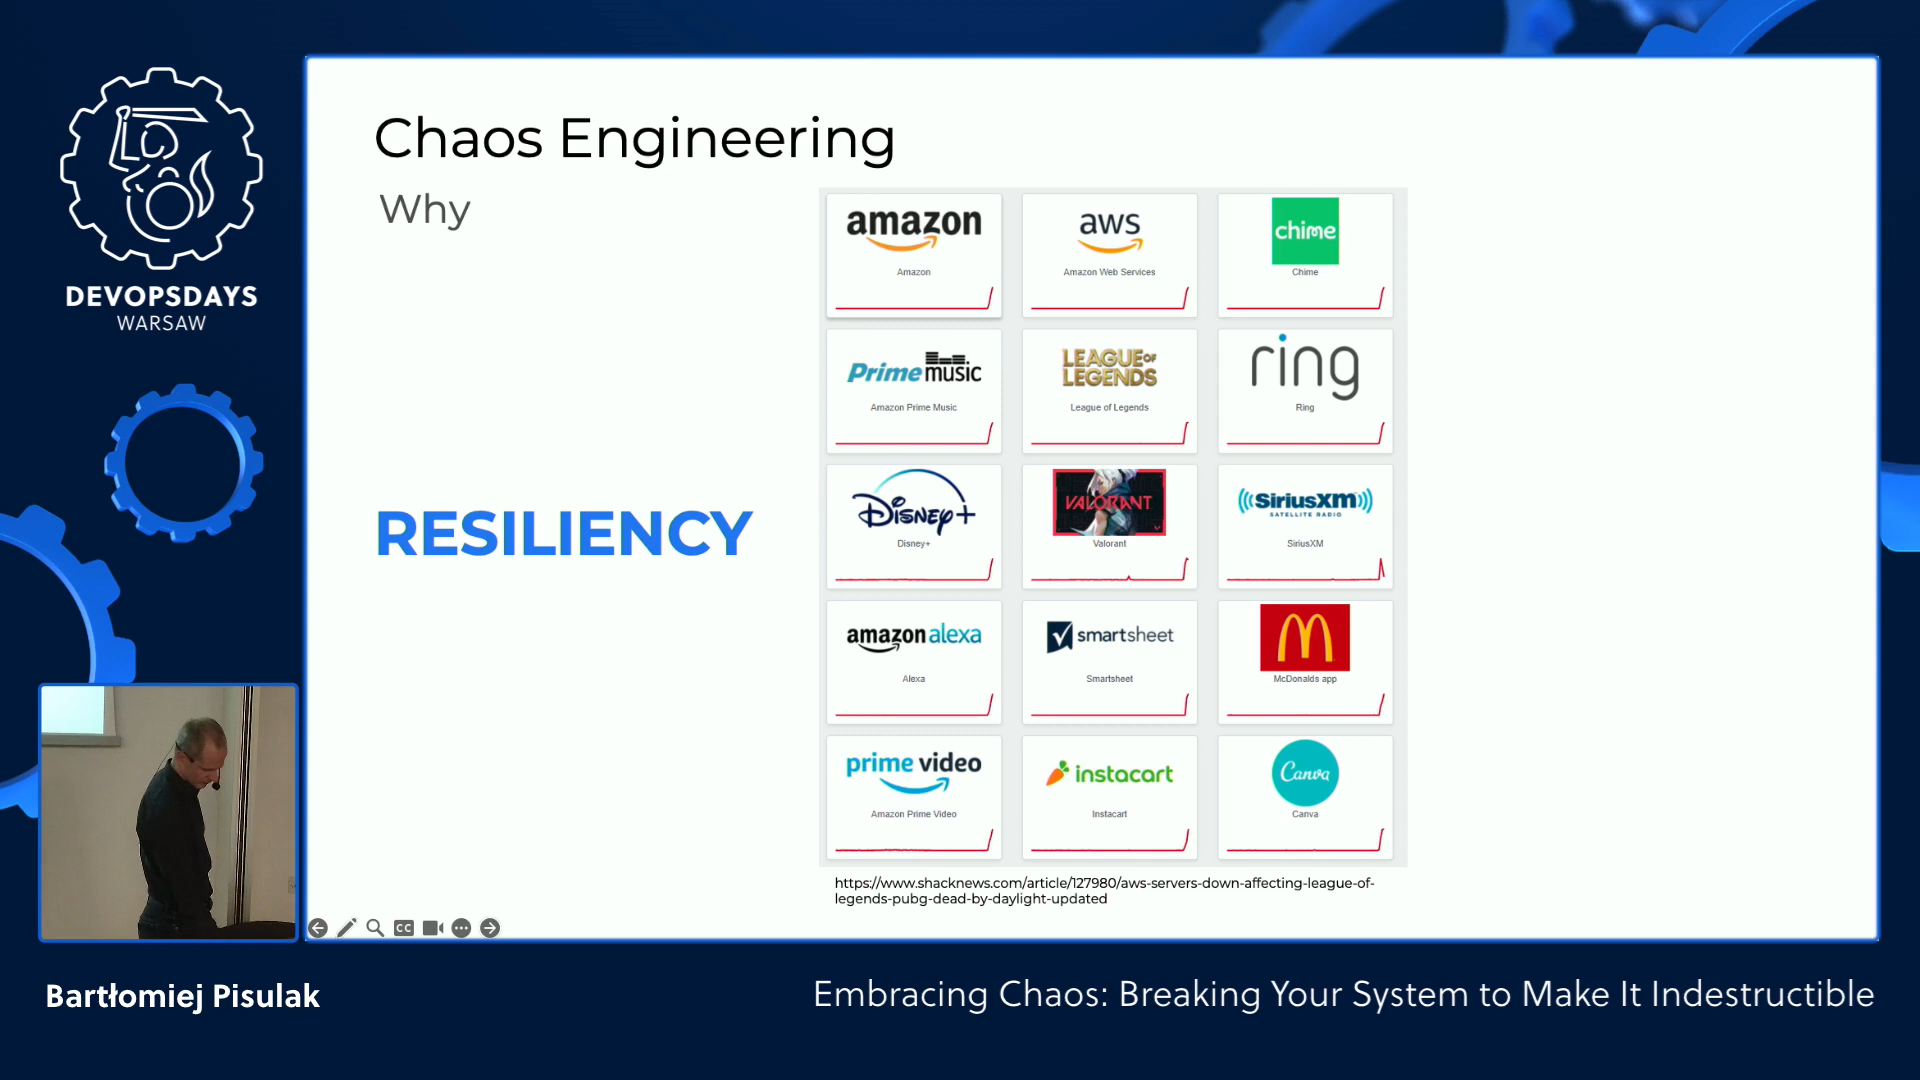 DEVOPSDAYS
WARSAW
Chaos Engineering
Why
RESILIENCY
amazon
Amazon
aws
Amazon Web Services
chime
Chime
Prime music
Amazon Prime Music
LEAGUE OF
LEGENDS
League of Legends
ring
Ring
Disney+
Disney+
VALORANT
Valorant
SiriusXM
SATELLITE RADIO
SiriusXM
amazon alexa
Alexa
smartsheet
Smartsheet
McDonalds app
prime video
Amazon Prime Video
instacart
Instacart
Canva
Canva
https://www.shacknews.com/article/127980/aws-servers-down-affecting-league-of-
legends-pubg-dead-by-daylight-updated
CC
Bartłomiej Pisulak
Embracing Chaos: Breaking Your System to Make It Indestructible